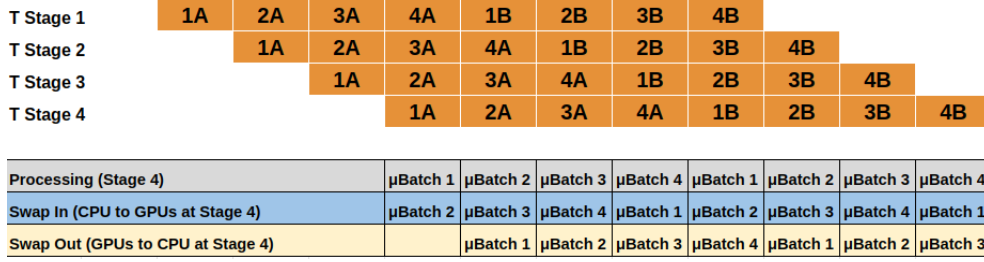 T Stage 1 1A 2A 3A 4A 1B 2B 3B 4B
T Stage 2 1A 2A 3A 4A 1B 2B 3B 4B
T Stage 3 1A 2A 3A 4A 1B 2B 3B 4B
T Stage 4 1A 2A 3A 4A 1B 2B 3B 4B
Processing (Stage 4) µBatch 1 µBatch 2 µBatch 3 µBatch 4 µBatch 1 µBatch 2 µBatch 3 µBatch 4
Swap In (CPU to GPUs at Stage 4) µBatch 2 µBatch 3 µBatch 4 µBatch 1 µBatch 2 µBatch 3 µBatch 4 µBatch 1
Swap Out (GPUs to CPU at Stage 4) µBatch 1 µBatch 2 µBatch 3 µBatch 4 µBatch 1 µBatch 2 µBatch 3